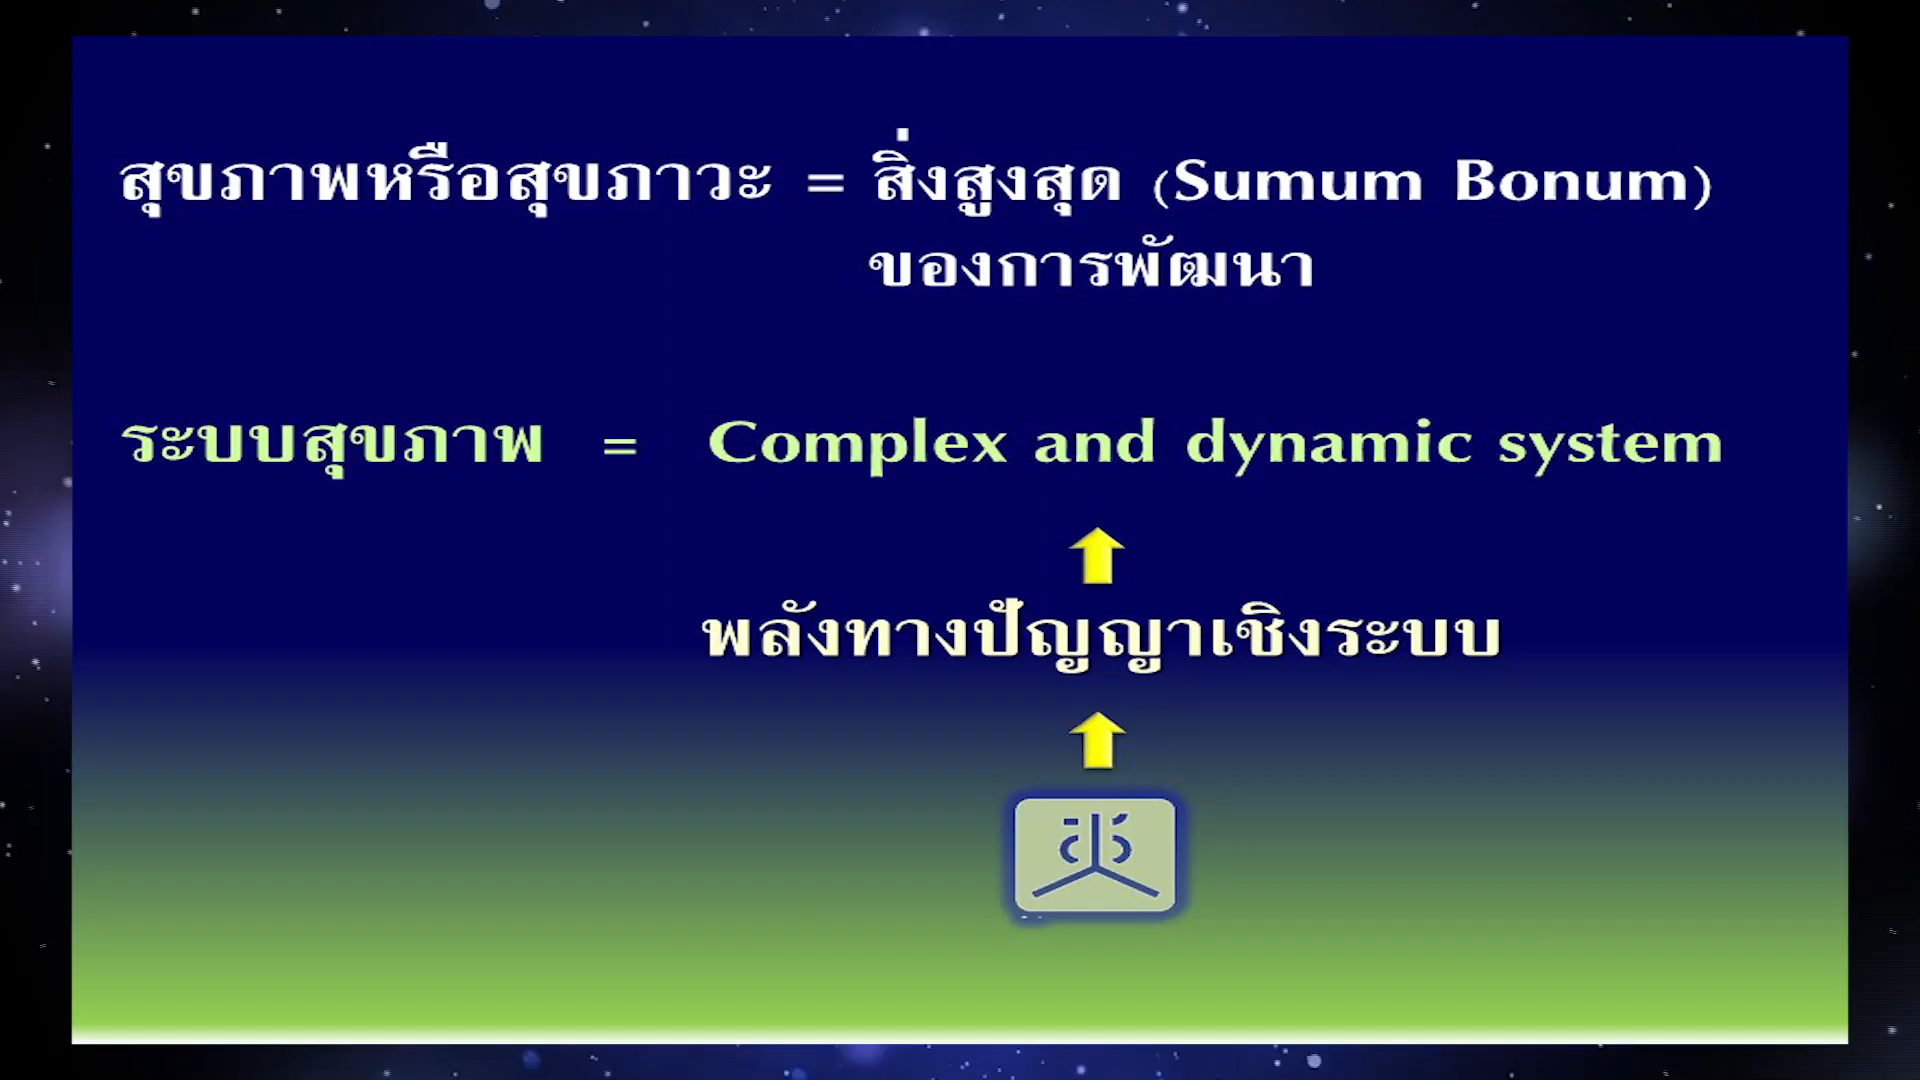 สุขภาพหรือสุขภาวะ = สิ่งสูงสุด (Sumum Bonum)
ของการพัฒนา
ระบบสุขภาพ = Complex and dynamic system
พลังทางปัญญาเชิงระบบ